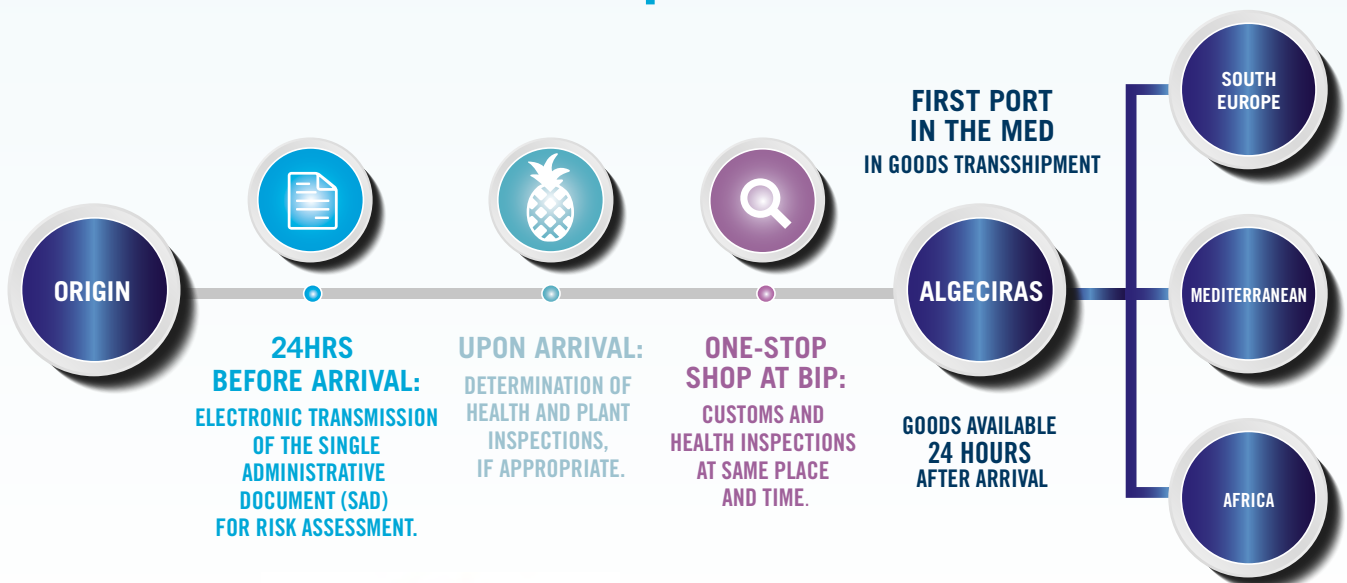 ORIGIN
24HRS
BEFORE ARRIVAL:
ELECTRONIC TRANSMISSION
OF THE SINGLE
ADMINISTRATIVE
DOCUMENT (SAD)
FOR RISK ASSESSMENT.
UPON ARRIVAL:
DETERMINATION OF
HEALTH AND PLANT
INSPECTIONS,
IF APPROPRIATE.
ONE-STOP
SHOP AT BIP:
CUSTOMS AND
HEALTH INSPECTIONS
AT SAME PLACE
AND TIME.
FIRST PORT
IN THE MED
IN GOODS TRANSSHIPMENT
ALGECIRAS
GOODS AVAILABLE
24 HOURS
AFTER ARRIVAL
SOUTH
EUROPE
MEDITERRANEAN
AFRICA